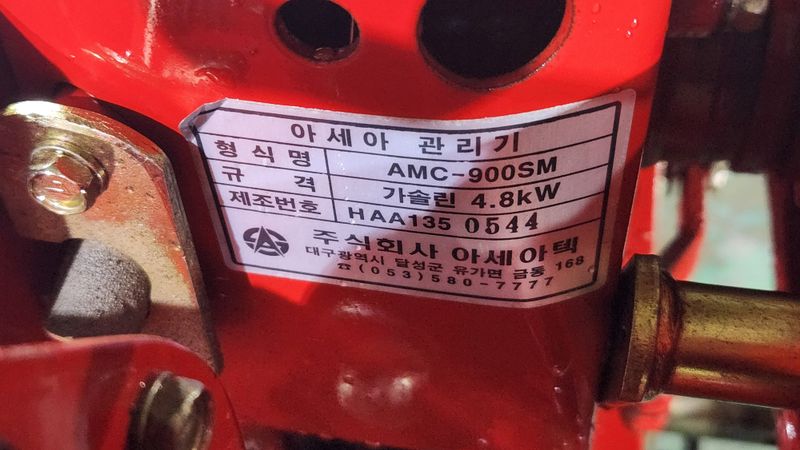 아세아 관리기
형식명 AMC-900SM
규격 가솔린 4.8kW
제조번호 HAA135 0544
주식회사 아세아텍
대구광역시 달성군 유가면 금동 168
☎(053)580-7777